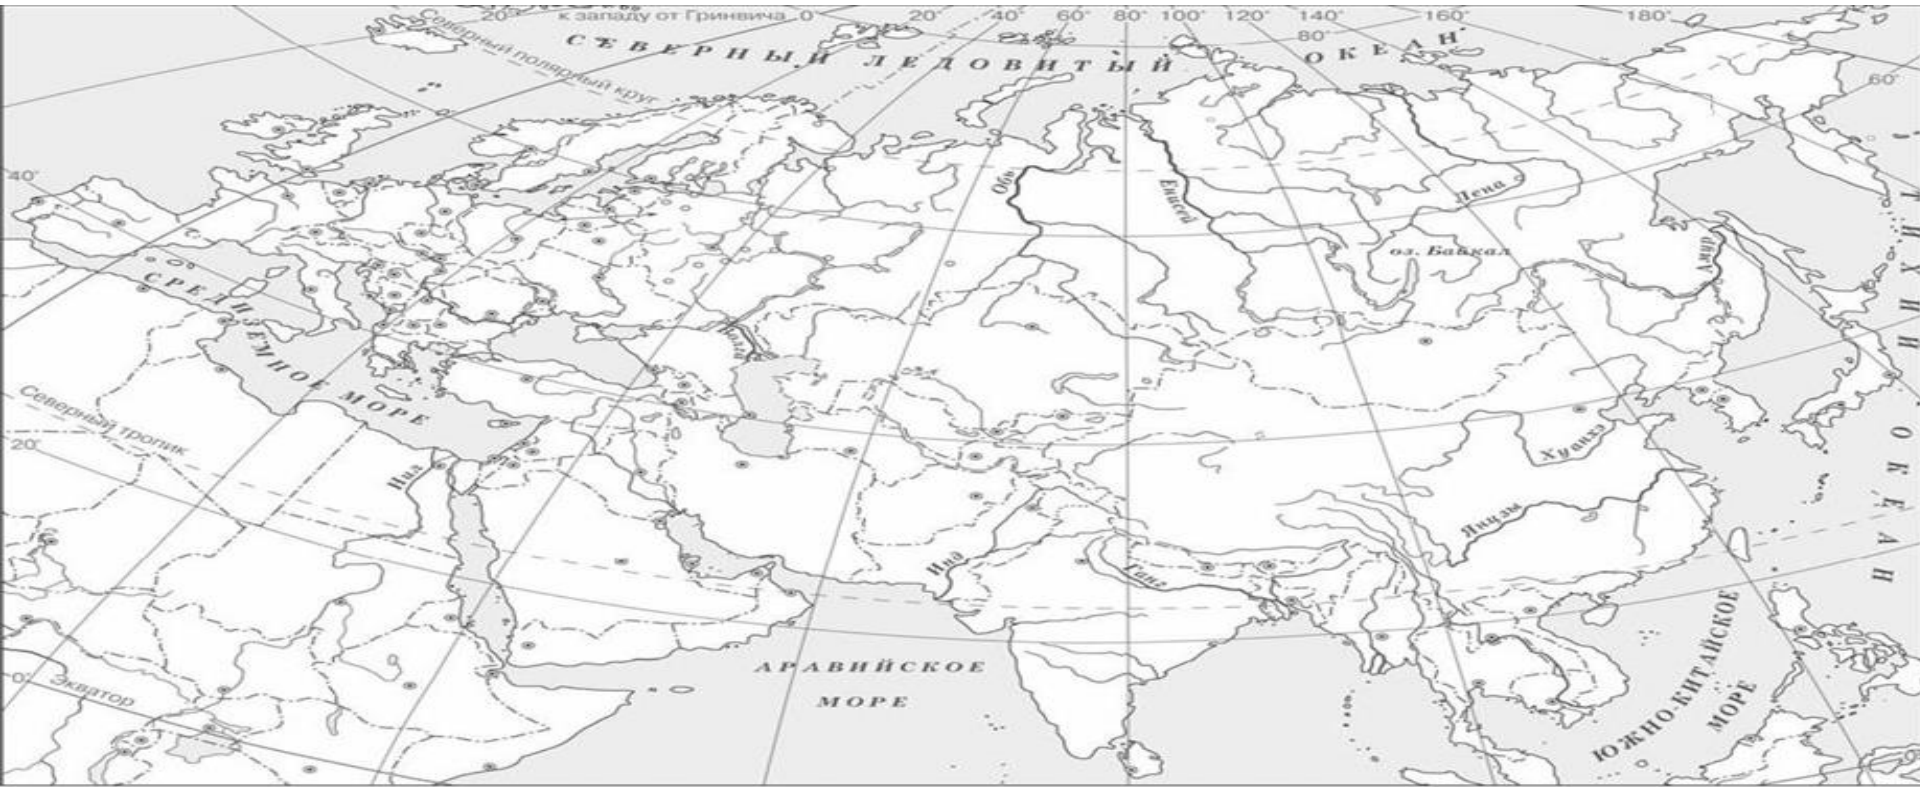 20° к западу от Гринвича 0° 20° 40° 60° 80° 100° 120° 140° 160° 180°
Северный полярный круг
СЕВЕРНЫЙ ЛЕДОВИТЫЙ ОКЕАН
80°
60°
40°
Обь
Енисей
Лена
оз. Байкал
Амур
ТИХИЙ ОКЕАН
СРЕДИЗЕМНОЕ МОРЕ
Волга
Северный тропик
20°
Нил
Хуанхэ
Янцзы
Инд
Ганг
АРАВИЙСКОЕ
МОРЕ
ЮЖНО-КИТАЙСКОЕ
МОРЕ
0°
Экватор